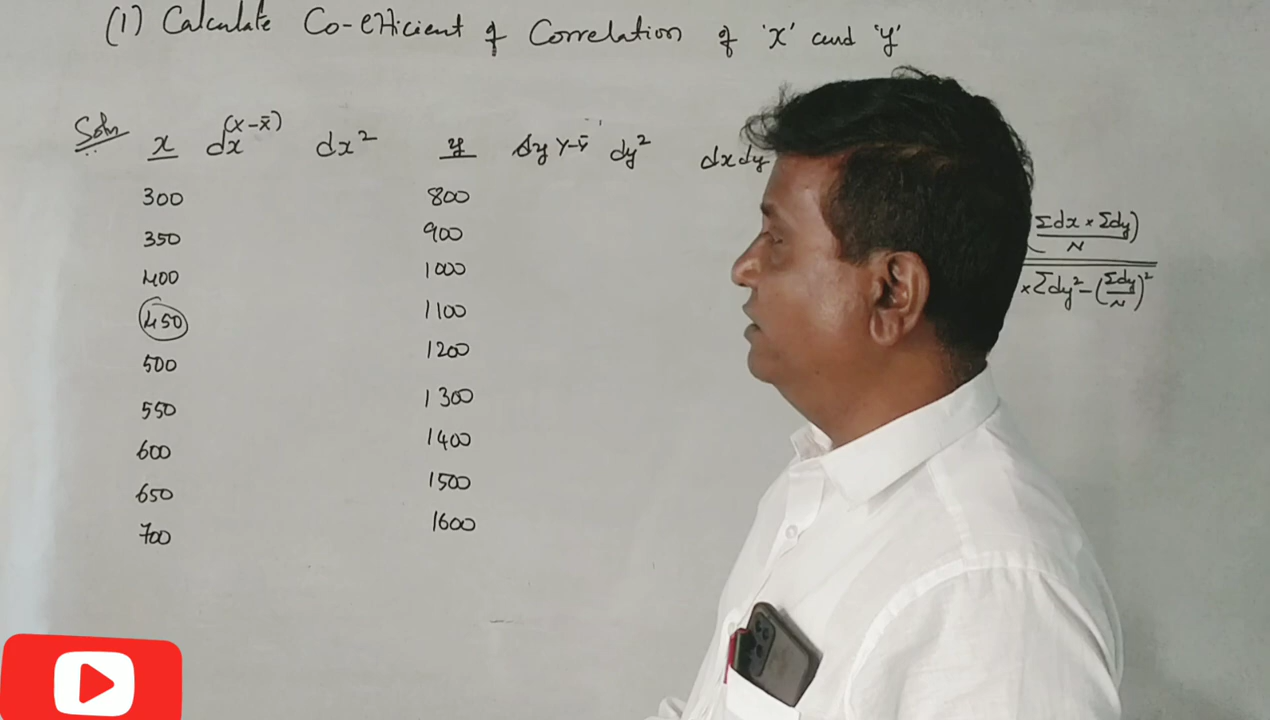 (1) Calculate Co-efficient of Correlation of 'x' and 'y'
Soln x dx (x-x̄) dx² y dy y-ȳ dy² dxdy
300 800
350 900
400 1000
450 1100
500 1200
550 1300
600 1400
650 1500
700 1600
(Σdx × Σdy)
N
× Σdy² - (Σdy/N)²